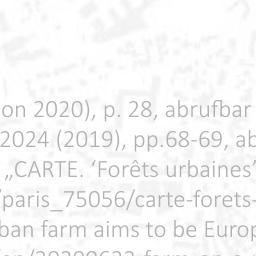 on 2020), p. 28, abrufbar
2024 (2019), pp.68-69, ab
„CARTE. ‘Forêts urbaines’
/paris_75056/carte-forets-
ban farm aims to be Europ